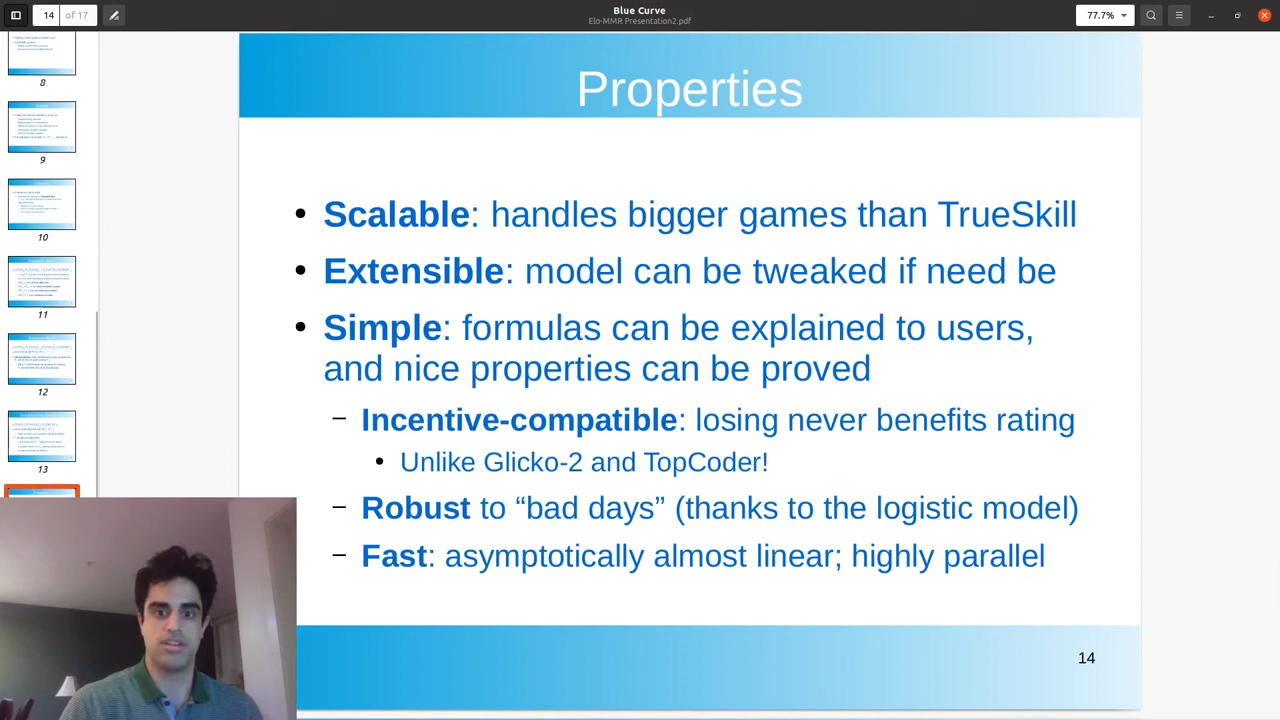 Blue Curve
Elo-MMR Presentation2.pdf
14 of 17
77.7%
8
9
10
11
12
13
Properties
• Scalable: handles bigger games than TrueSkill
• Extensible: model can be tweaked if need be
• Simple: formulas can be explained to users,
and nice properties can be proved
– Incentive-compatible: losing never benefits rating
• Unlike Glicko-2 and TopCoder!
– Robust to “bad days” (thanks to the logistic model)
– Fast: asymptotically almost linear; highly parallel
14